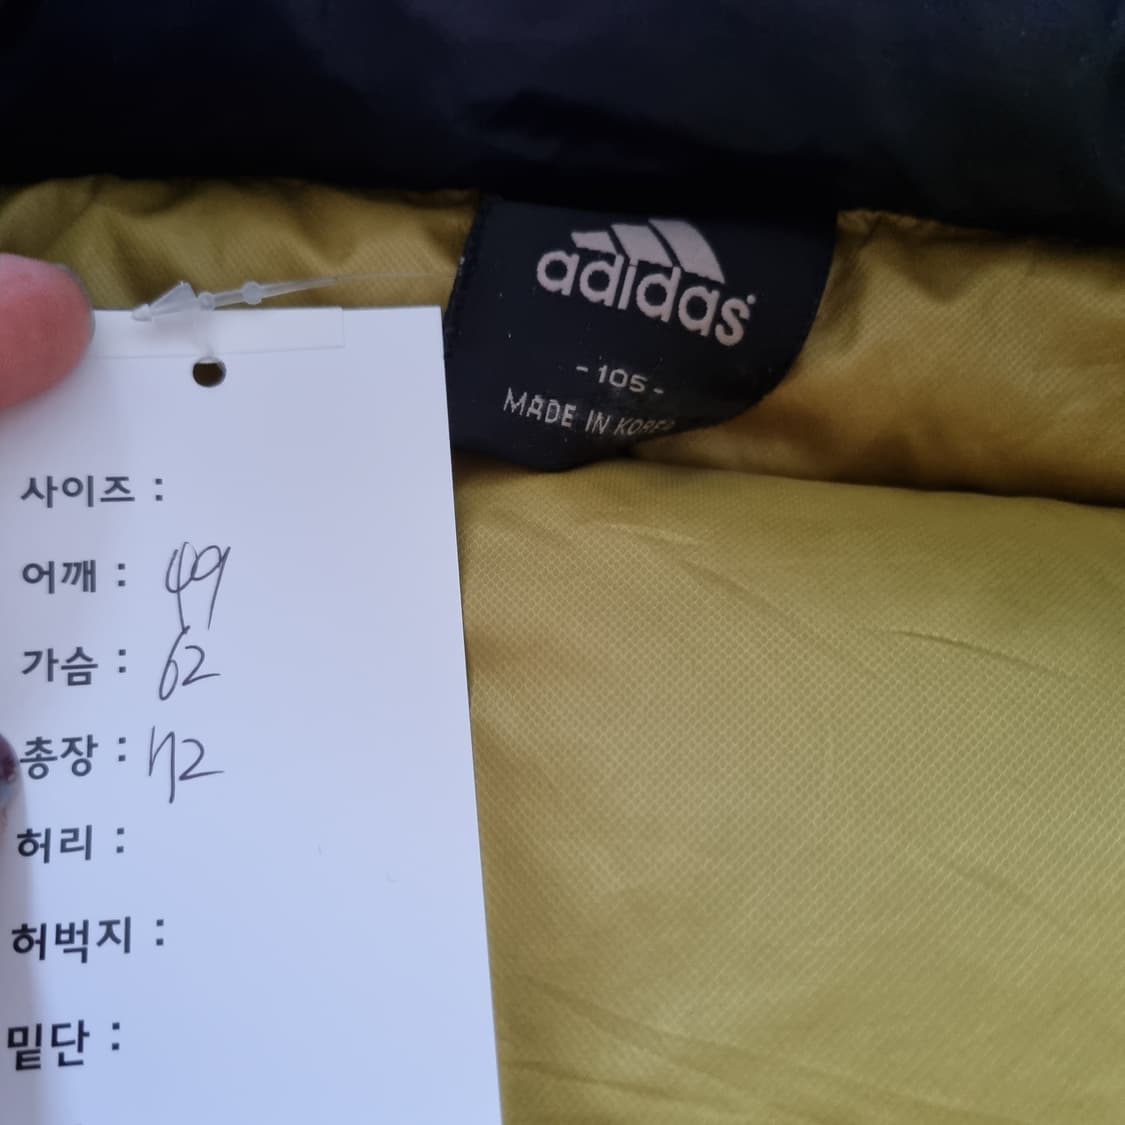 adidas
- 105 -
MADE IN KOREA
사이즈 :
어깨 : 49
가슴 : 62
총장 : 72
허리 :
허벅지 :
밑단 :